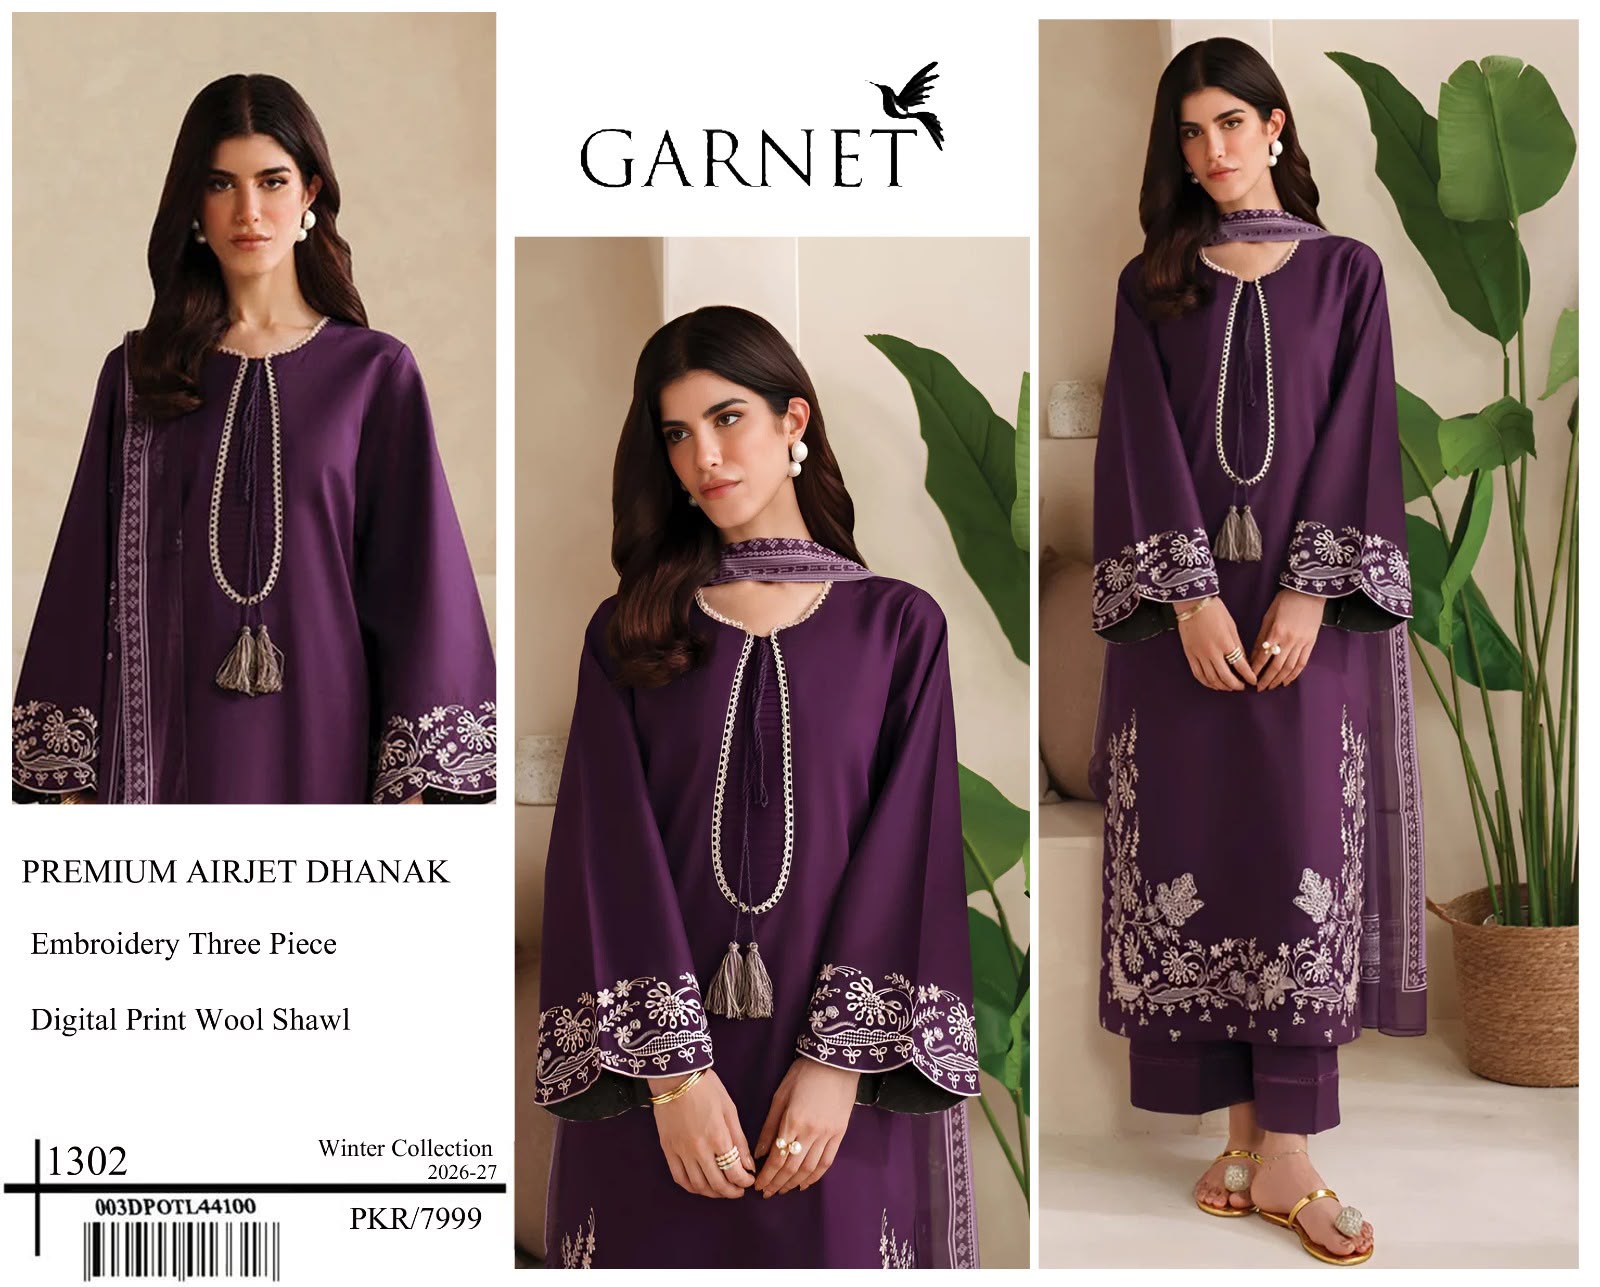 GARNET
PREMIUM AIRJET DHANAK
Embroidery Three Piece
Digital Print Wool Shawl
1302
Winter Collection
2026-27
003DPOTL44100
PKR/7999